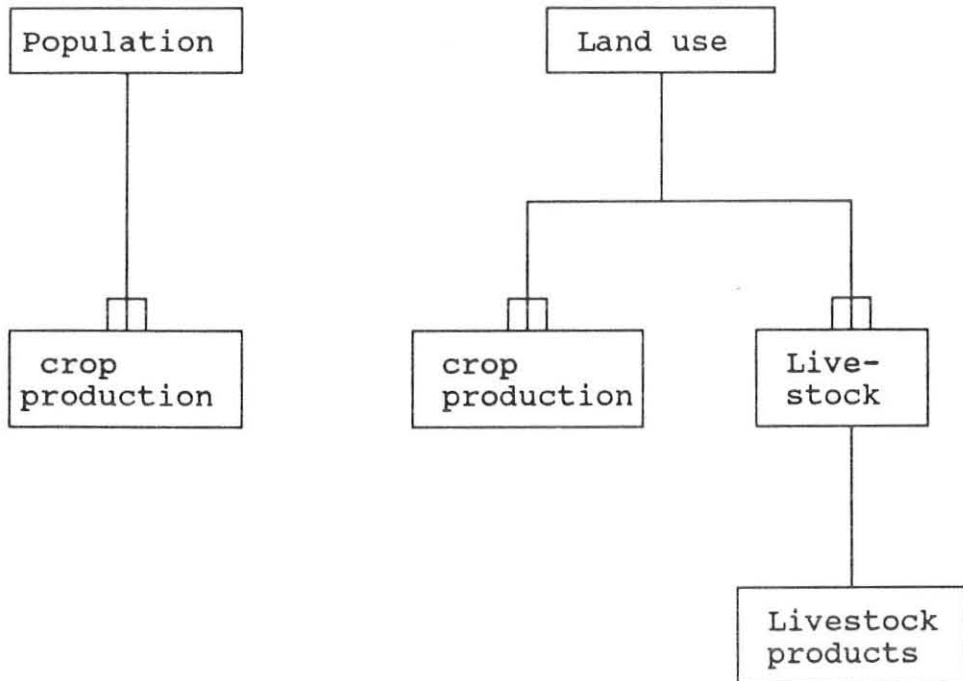 Population
Land use
crop
production
crop
production
Live-
stock
Livestock
products